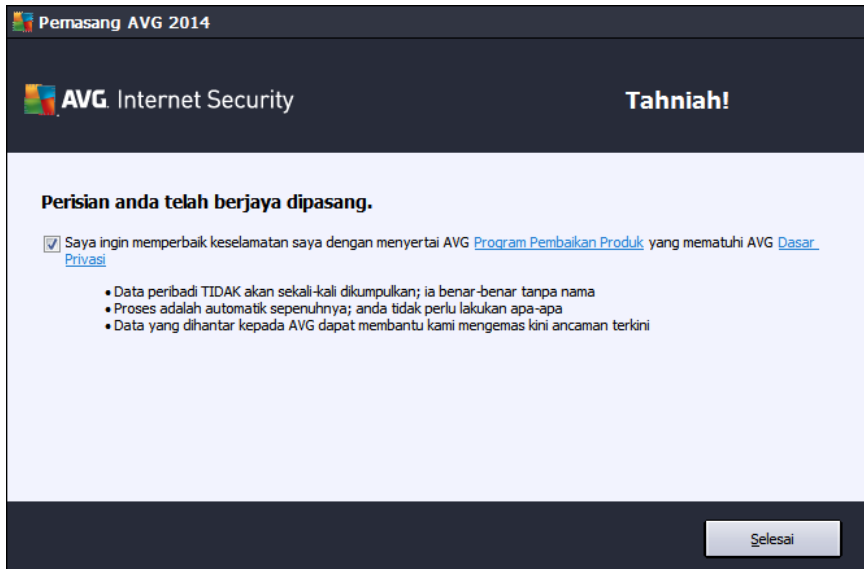 Pemasang AVG 2014
AVG. Internet Security
Tahniah!
Perisian anda telah berjaya dipasang.
Saya ingin memperbaik keselamatan saya dengan menyertai AVG Program Pembaikan Produk yang mematuhi AVG Dasar
Privasi
• Data peribadi TIDAK akan sekali-kali dikumpulkan; ia benar-benar tanpa nama
• Proses adalah automatik sepenuhnya; anda tidak perlu lakukan apa-apa
• Data yang dihantar kepada AVG dapat membantu kami mengemas kini ancaman terkini
Selesai